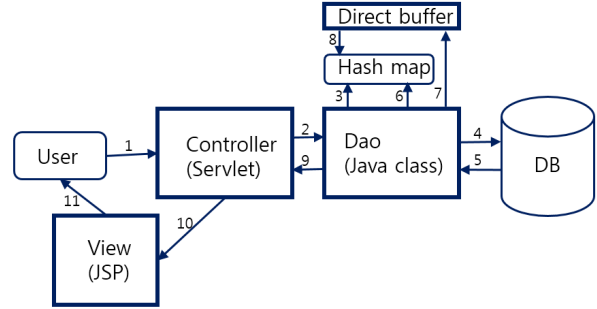 Direct buffer
8
Hash map
3
6
7
User
1
Controller
(Servlet)
2
9
Dao
(Java class)
4
5
DB
11
10
View
(JSP)